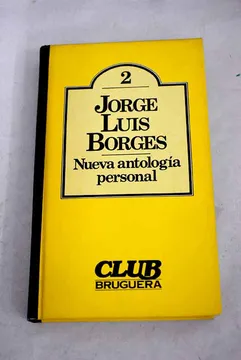 2
JORGE
LUIS
BORGES
Nueva antología
personal
CLUB
BRUGUERA